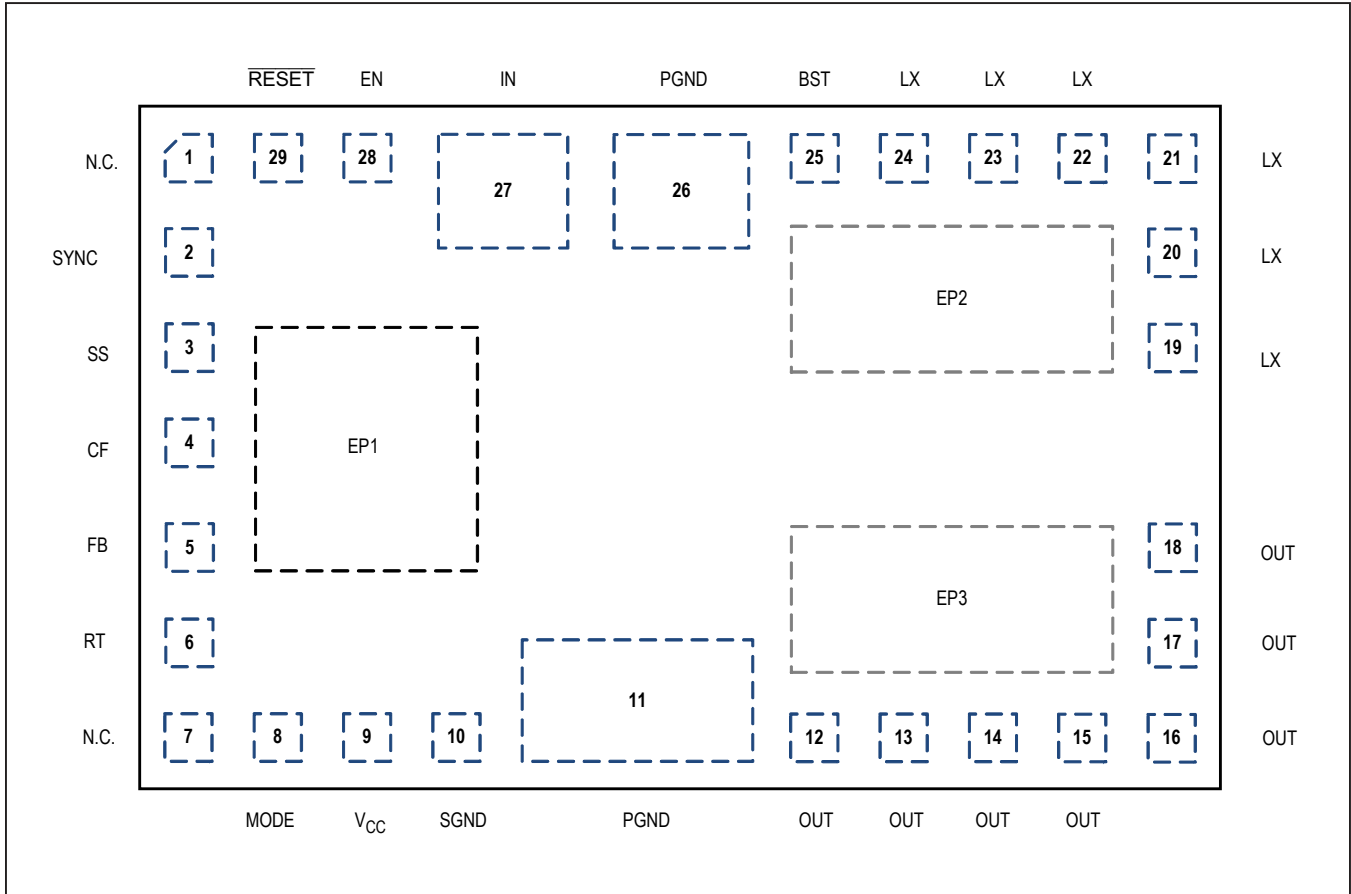 RESET EN IN PGND BST LX LX LX
N.C. 1 29 28 27 26 25 24 23 22 21 LX
SYNC 2 20 LX
EP2
SS 3 19 LX
CF 4 EP1
FB 5 18 OUT
EP3
RT 6 17 OUT
11
N.C. 7 8 9 10 12 13 14 15 16 OUT
MODE VCC SGND PGND OUT OUT OUT OUT